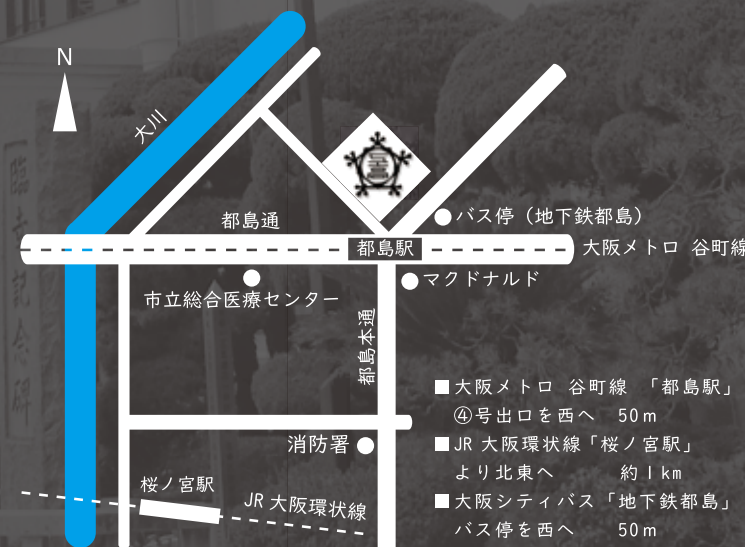 N
大川
都島通
バス停（地下鉄都島）
都島駅
大阪メトロ 谷町線
マクドナルド
市立総合医療センター
都島本通
消防署
桜ノ宮駅
JR 大阪環状線
■大阪メトロ 谷町線 「都島駅」
④号出口を西へ 50m
■JR 大阪環状線「桜ノ宮駅」
より北東へ 約1km
■大阪シティバス「地下鉄都島」
バス停を西へ 50m